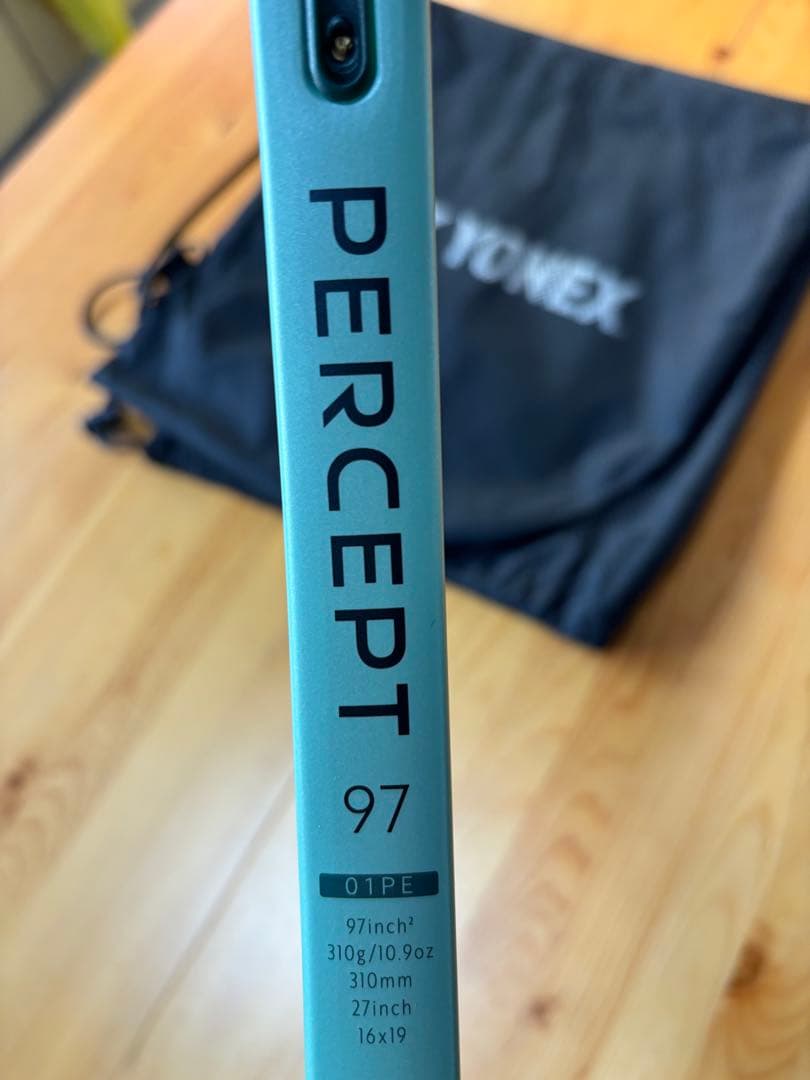 YONEX
PERCEPT
97
01PE
97inch²
310g/10.9oz
310mm
27inch
16x19